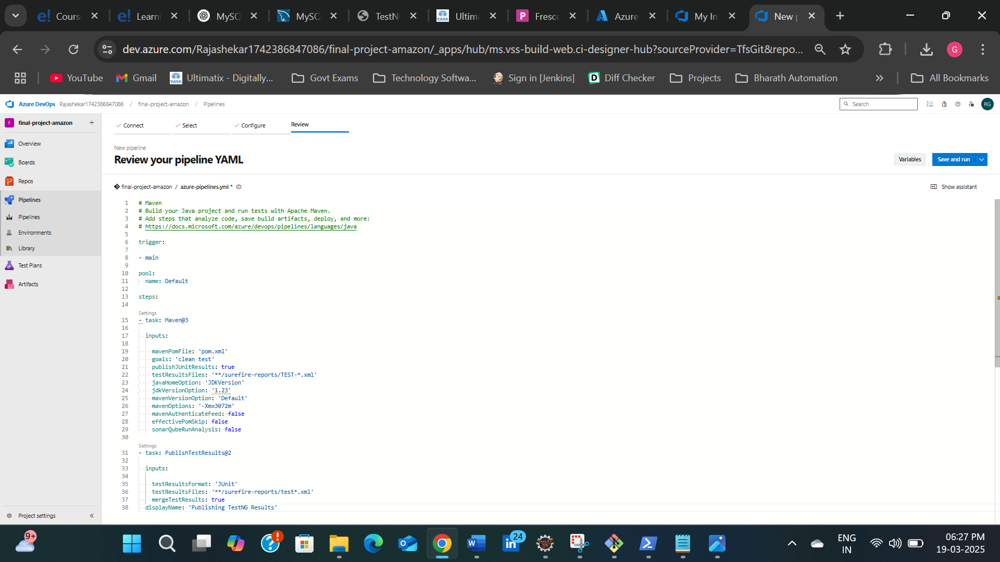 Cours
Learni
MySQ
MySQ
TestN
Ultima
Fresco
Azure
My In
New p
dev.azure.com/Rajashekar1742386847086/final-project-amazon/_apps/hub/ms.vss-build-web.ci-designer-hub?sourceProvider=TfsGit&repo...
G
YouTube
Gmail
TATA
Ultimatix - Digitally...
Govt Exams
Technology Softwa...
Sign in [Jenkins]
Diff Checker
Projects
Bharath Automation
All Bookmarks
Azure DevOps Rajashekar1742386847086 / final-project-amazon / Pipelines
Search
RG
F final-project-amazon +
Overview
Boards
Repos
Pipelines
Pipelines
Environments
Library
Test Plans
Artifacts
Project settings
Connect
Select
Configure
Review
New pipeline
Review your pipeline YAML
Variables
Save and run
final-project-amazon / azure-pipelines.yml *
Show assistant
1 # Maven
2 # Build your Java project and run tests with Apache Maven.
3 # Add steps that analyze code, save build artifacts, deploy, and more:
4 # https://docs.microsoft.com/azure/devops/pipelines/languages/java
5
6 trigger:
7
8 - main
9
10 pool:
11 name: Default
12
13 steps:
14
Settings
15 - task: Maven@3
16
17 inputs:
18
19 mavenPomFile: 'pom.xml'
20 goals: 'clean test'
21 publishJUnitResults: true
22 testResultsFiles: '**/surefire-reports/TEST-*.xml'
23 javaHomeOption: 'JDKVersion'
24 jdkVersionOption: '1.23'
25 mavenVersionOption: 'Default'
26 mavenOptions: '-Xmx3072m'
27 mavenAuthenticateFeed: false
28 effectivePomSkip: false
29 sonarQubeRunAnalysis: false
30
Settings
31 - task: PublishTestResults@2
32
33 inputs:
34
35 testResultsFormat: 'JUnit'
36 testResultsFiles: '**/surefire-reports/test*.xml'
37 mergeTestResults: true
38 displayName: 'Publishing TestNG Results'
9+
24
ENG
IN
06:27 PM
19-03-2025